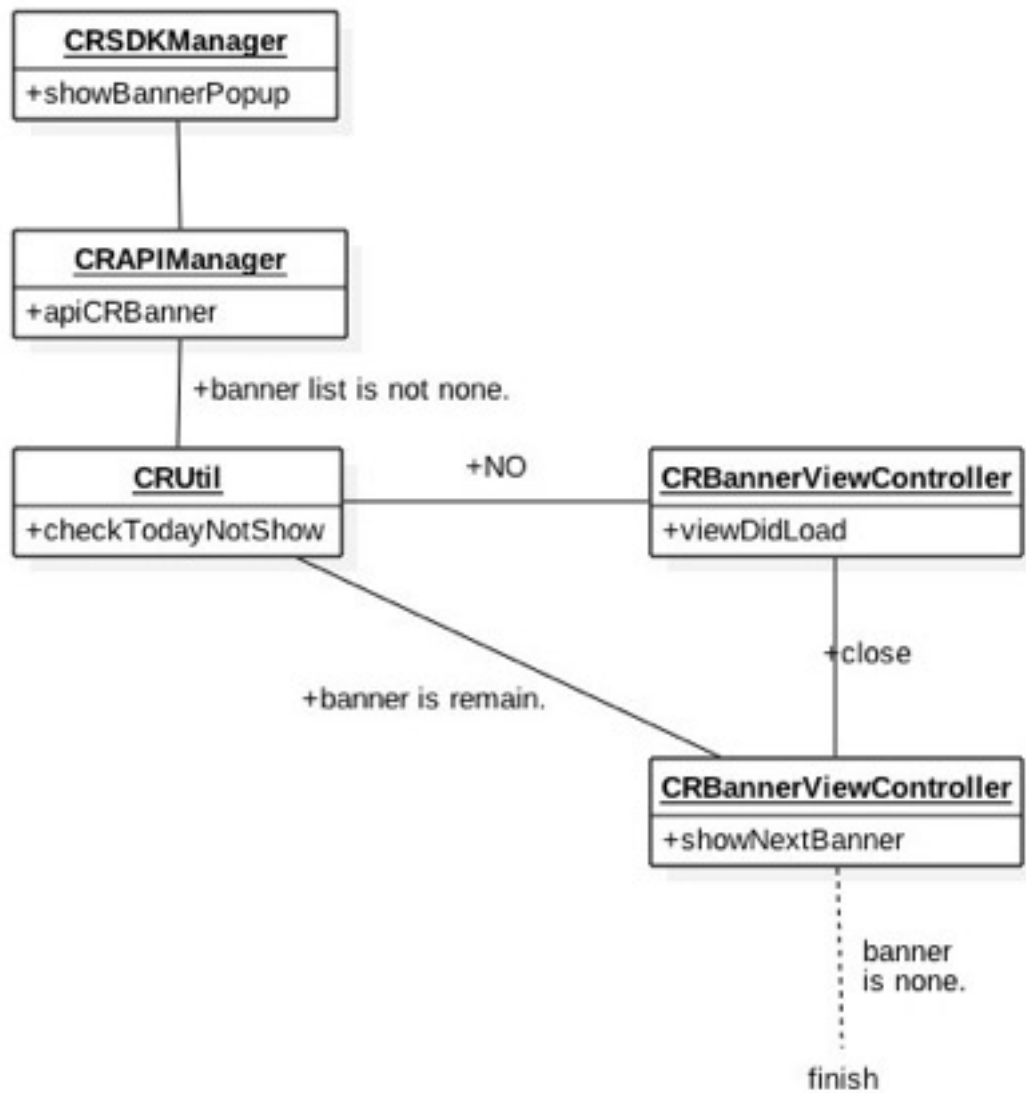 CRSDKManager
+showBannerPopup
CRAPIManager
+apiCRBanner
+banner list is not none.
CRUtil
+checkTodayNotShow
+NO
CRBannerViewController
+viewDidLoad
+close
+banner is remain.
CRBannerViewController
+showNextBanner
banner
is none.
finish